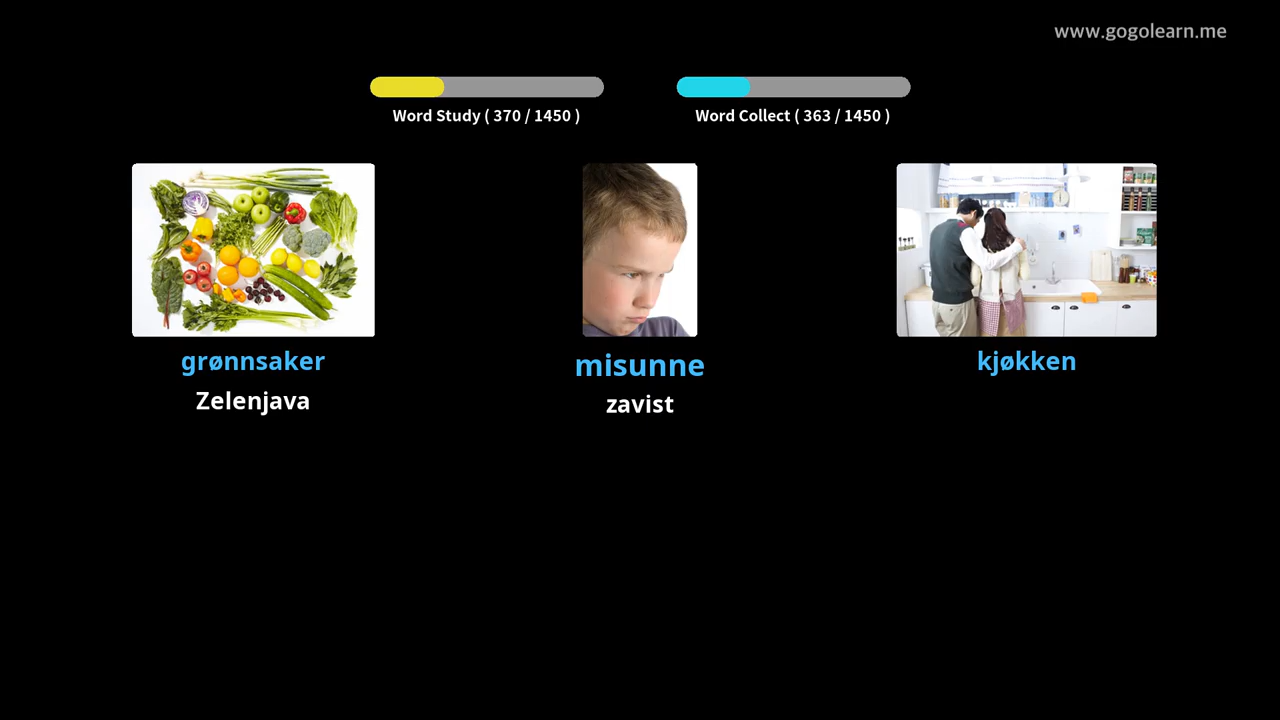 www.gogolearn.me
Word Study ( 370 / 1450 )
Word Collect ( 363 / 1450 )
grønnsaker
Zelenjava
misunne
zavist
kjøkken